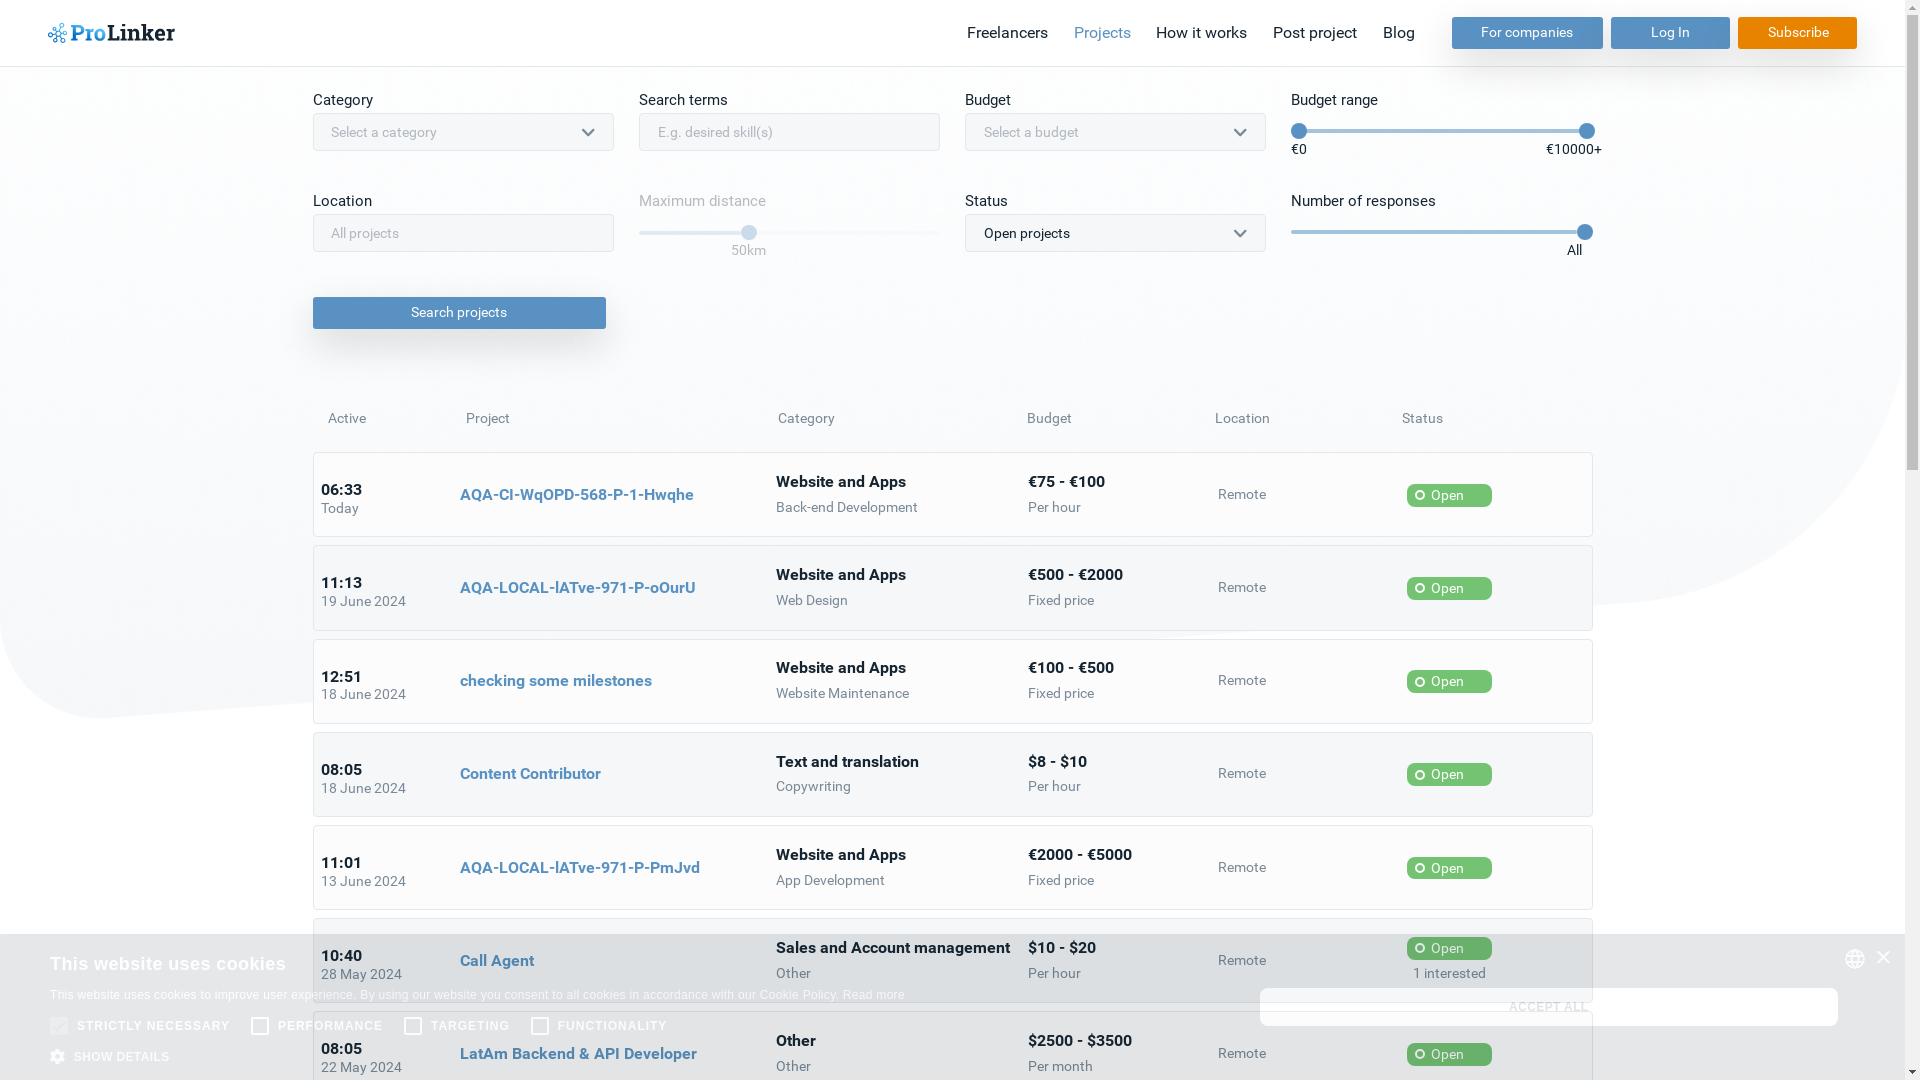 ProLinker
Freelancers
Projects
How it works
Post project
Blog
For companies
Log In
Subscribe
Category
Search terms
Budget
Budget range
Select a category
E.g. desired skill(s)
Select a budget
€0
€10000+
Location
Maximum distance
Status
Number of responses
All projects
50km
Open projects
All
Search projects
Active
Project
Category
Budget
Location
Status
06:33
Today
AQA-CI-WqOPD-568-P-1-Hwqhe
Website and Apps
Back-end Development
€75 - €100
Per hour
Remote
Open
11:13
19 June 2024
AQA-LOCAL-lATve-971-P-oOurU
Website and Apps
Web Design
€500 - €2000
Fixed price
Remote
Open
12:51
18 June 2024
checking some milestones
Website and Apps
Website Maintenance
€100 - €500
Fixed price
Remote
Open
08:05
18 June 2024
Content Contributor
Text and translation
Copywriting
$8 - $10
Per hour
Remote
Open
11:01
13 June 2024
AQA-LOCAL-lATve-971-P-PmJvd
Website and Apps
App Development
€2000 - €5000
Fixed price
Remote
Open
10:40
28 May 2024
Call Agent
Sales and Account management
Other
$10 - $20
Per hour
Remote
Open
1 interested
08:05
22 May 2024
LatAm Backend & API Developer
Other
Other
$2500 - $3500
Per month
Remote
Open
This website uses cookies
This website uses cookies to improve user experience. By using our website you consent to all cookies in accordance with our Cookie Policy. Read more
STRICTLY NECESSARY
PERFORMANCE
TARGETING
FUNCTIONALITY
SHOW DETAILS
ACCEPT ALL